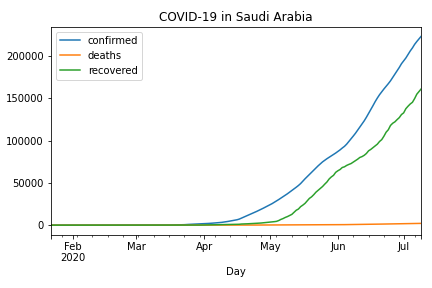 COVID-19 in Saudi Arabia
confirmed
deaths
recovered
200000
150000
100000
50000
0
Feb Mar Apr May Jun Jul
2020
Day